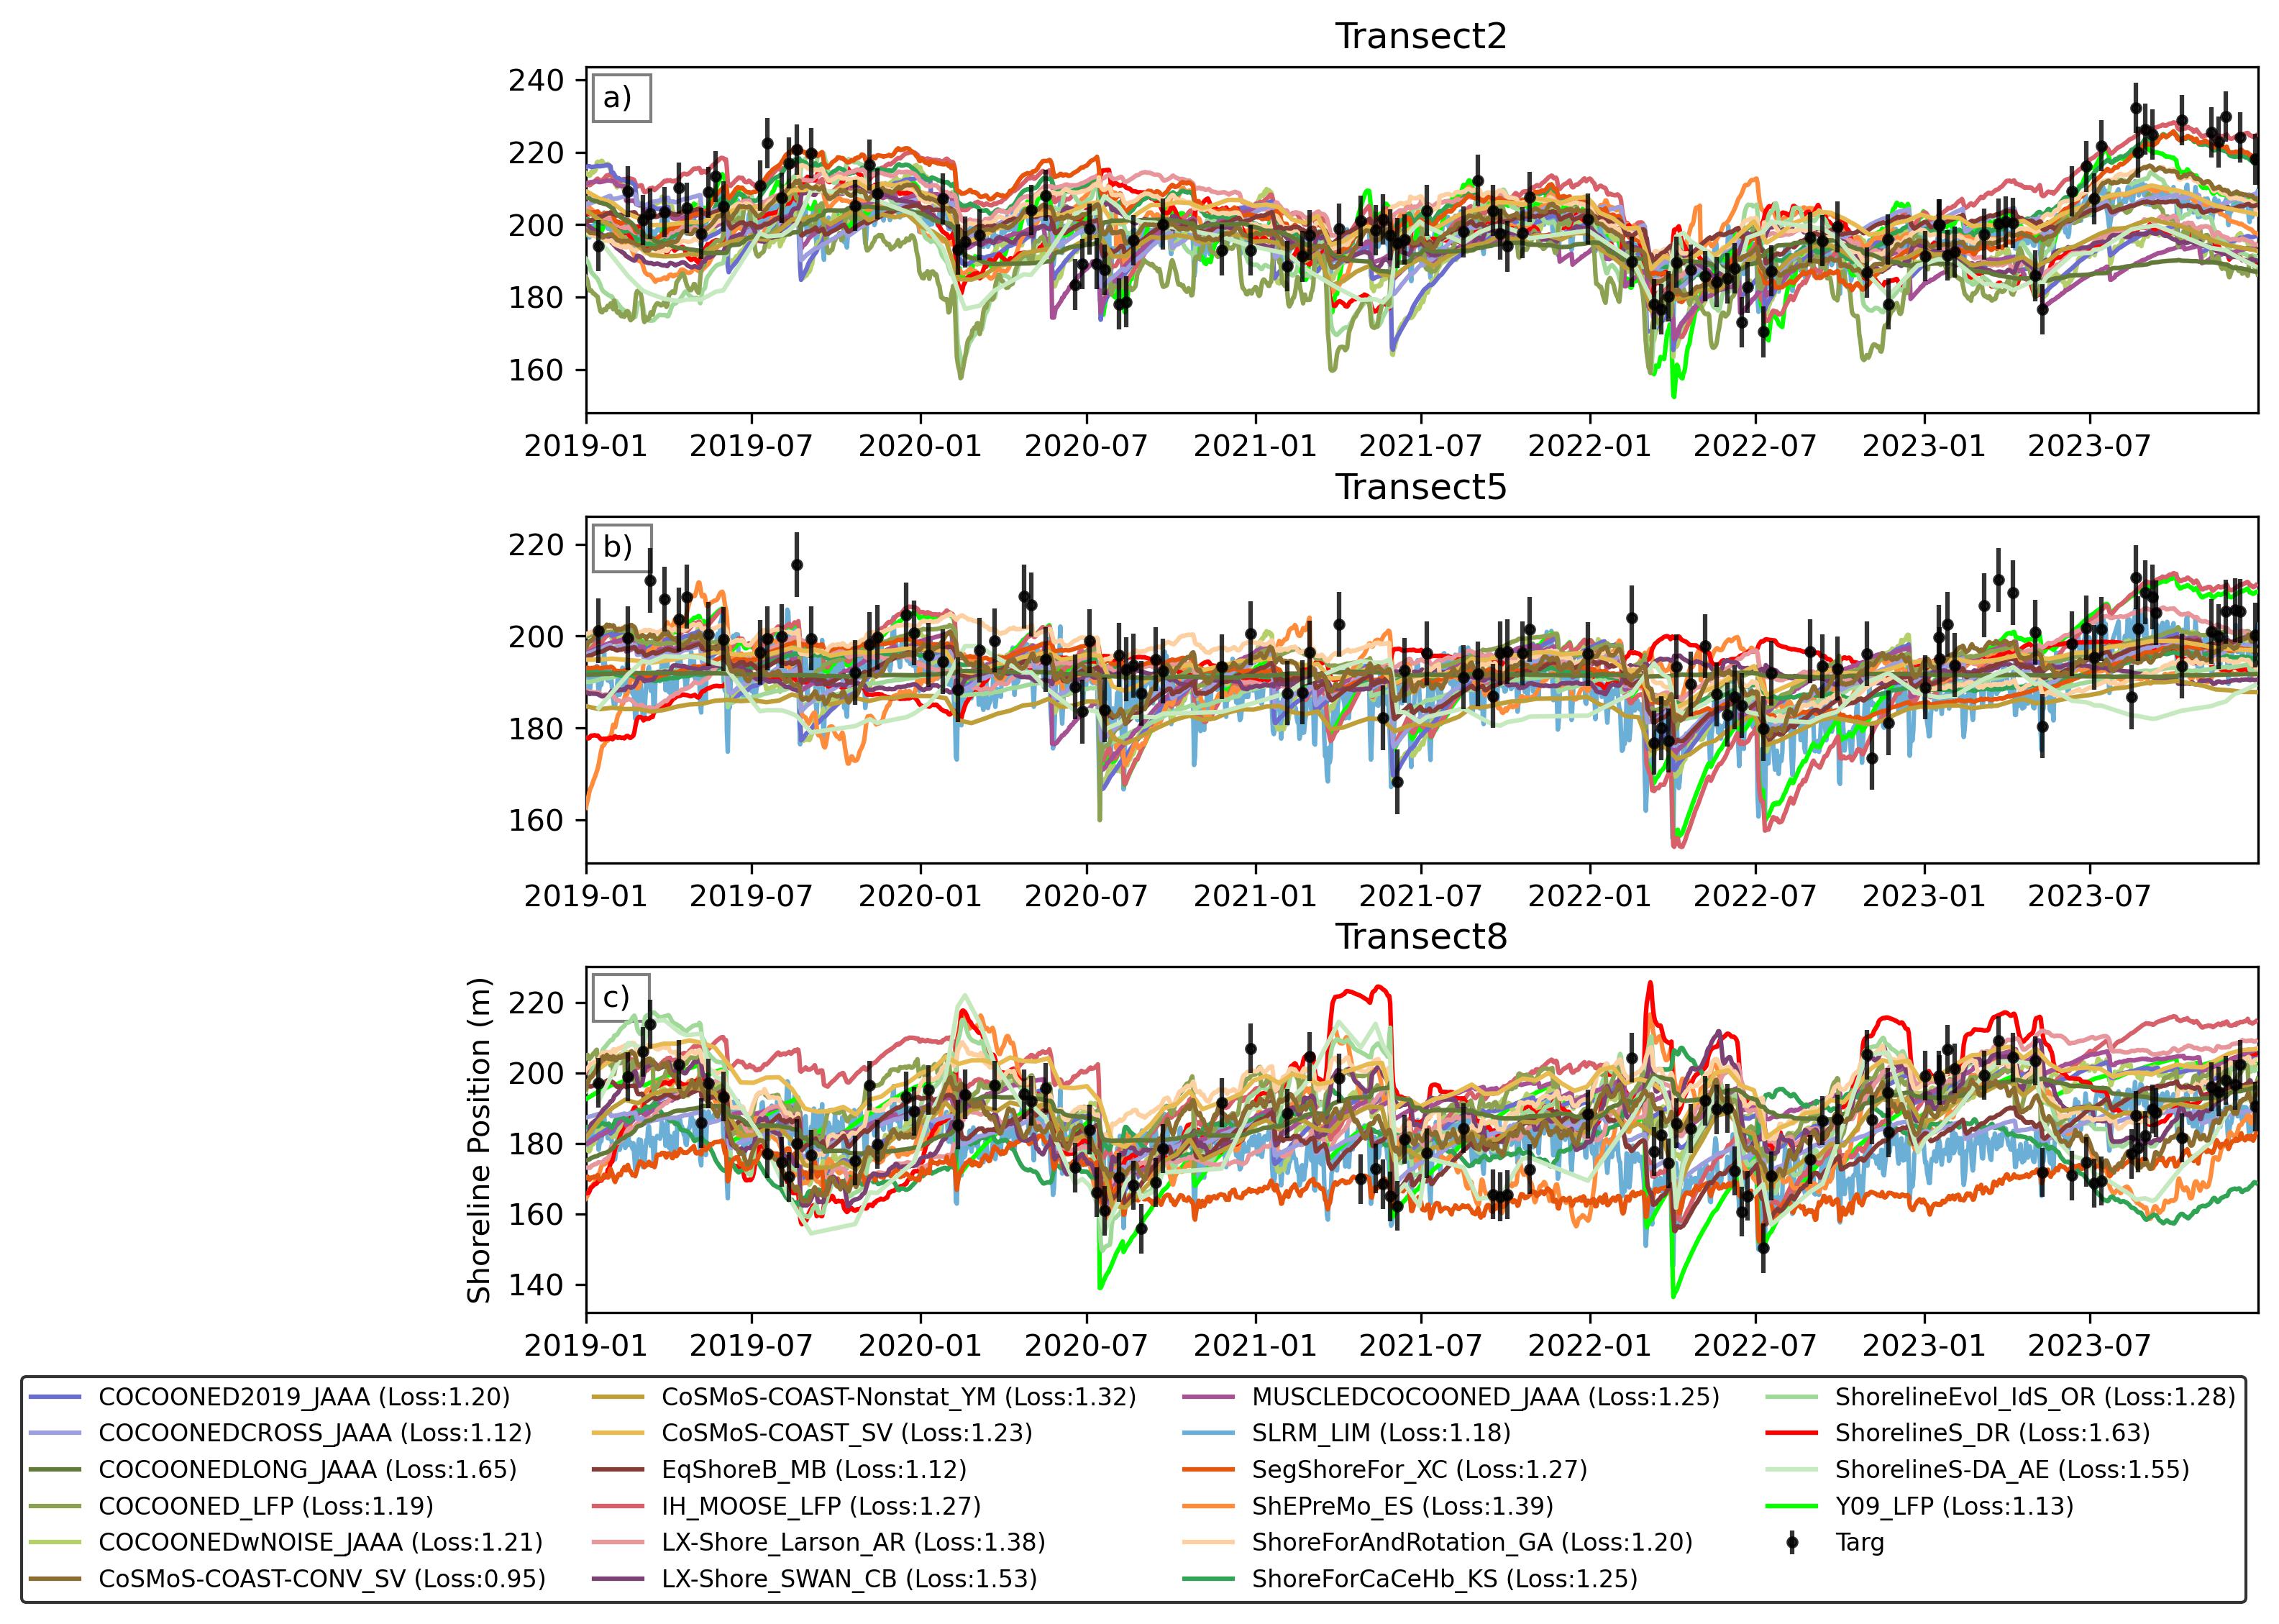 Transect2
a)
240
220
200
180
160
2019-01 2019-07 2020-01 2020-07 2021-01 2021-07 2022-01 2022-07 2023-01 2023-07
Transect5
b)
220
200
180
160
2019-01 2019-07 2020-01 2020-07 2021-01 2021-07 2022-01 2022-07 2023-01 2023-07
Transect8
c)
Shoreline Position (m)
220
200
180
160
140
2019-01 2019-07 2020-01 2020-07 2021-01 2021-07 2022-01 2022-07 2023-01 2023-07
COCOONED2019_JAAA (Loss:1.20)
COCOONEDCROSS_JAAA (Loss:1.12)
COCOONEDLONG_JAAA (Loss:1.65)
COCOONED_LFP (Loss:1.19)
COCOONEDwNOISE_JAAA (Loss:1.21)
CoSMoS-COAST-CONV_SV (Loss:0.95)
CoSMoS-COAST-Nonstat_YM (Loss:1.32)
CoSMoS-COAST_SV (Loss:1.23)
EqShoreB_MB (Loss:1.12)
IH_MOOSE_LFP (Loss:1.27)
LX-Shore_Larson_AR (Loss:1.38)
LX-Shore_SWAN_CB (Loss:1.53)
MUSCLEDCOCOONED_JAAA (Loss:1.25)
SLRM_LIM (Loss:1.18)
SegShoreFor_XC (Loss:1.27)
ShEPreMo_ES (Loss:1.39)
ShoreForAndRotation_GA (Loss:1.20)
ShoreForCaCeHb_KS (Loss:1.25)
ShorelineEvol_IdS_OR (Loss:1.28)
ShorelineS_DR (Loss:1.63)
ShorelineS-DA_AE (Loss:1.55)
Y09_LFP (Loss:1.13)
Targ